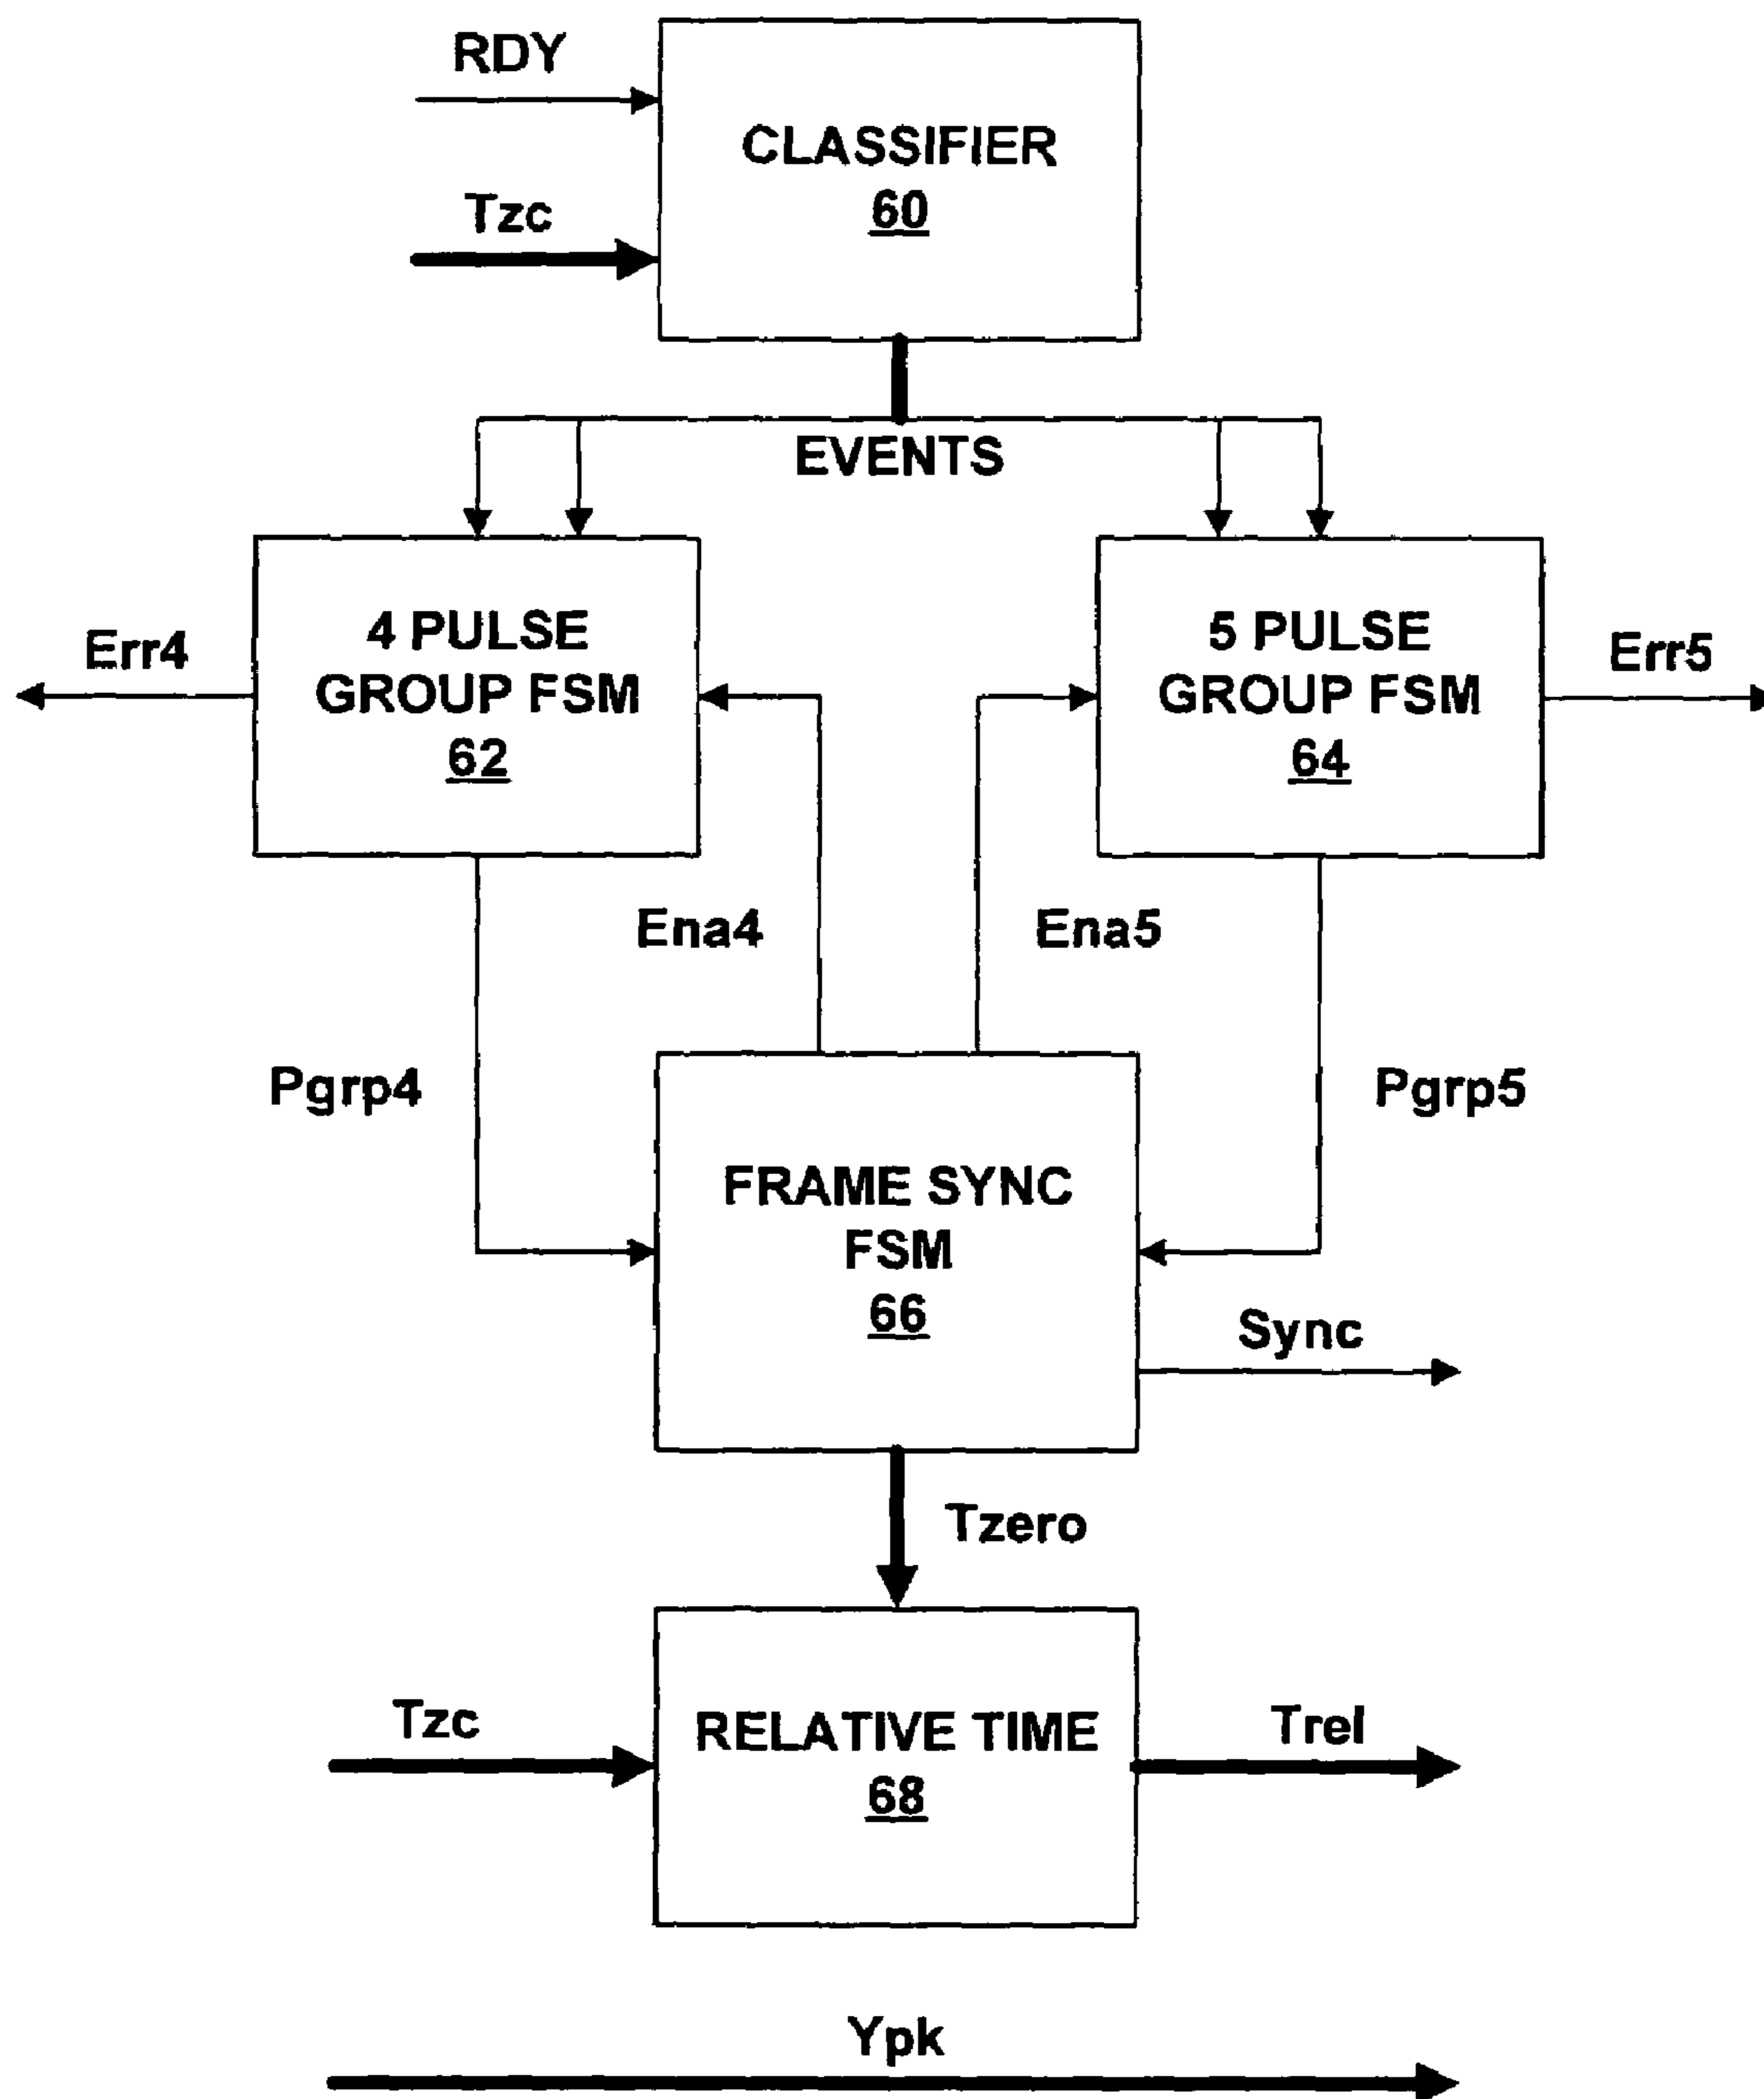 RDY
CLASSIFIER
60
Tzc
EVENTS
4 PULSE
GROUP FSM
62
5 PULSE
GROUP FSM
64
Err4
Err5
Ena4
Ena5
Pgrp4
Pgrp5
FRAME SYNC
FSM
66
Sync
Tzero
Tzc
RELATIVE TIME
68
Trel
Ypk